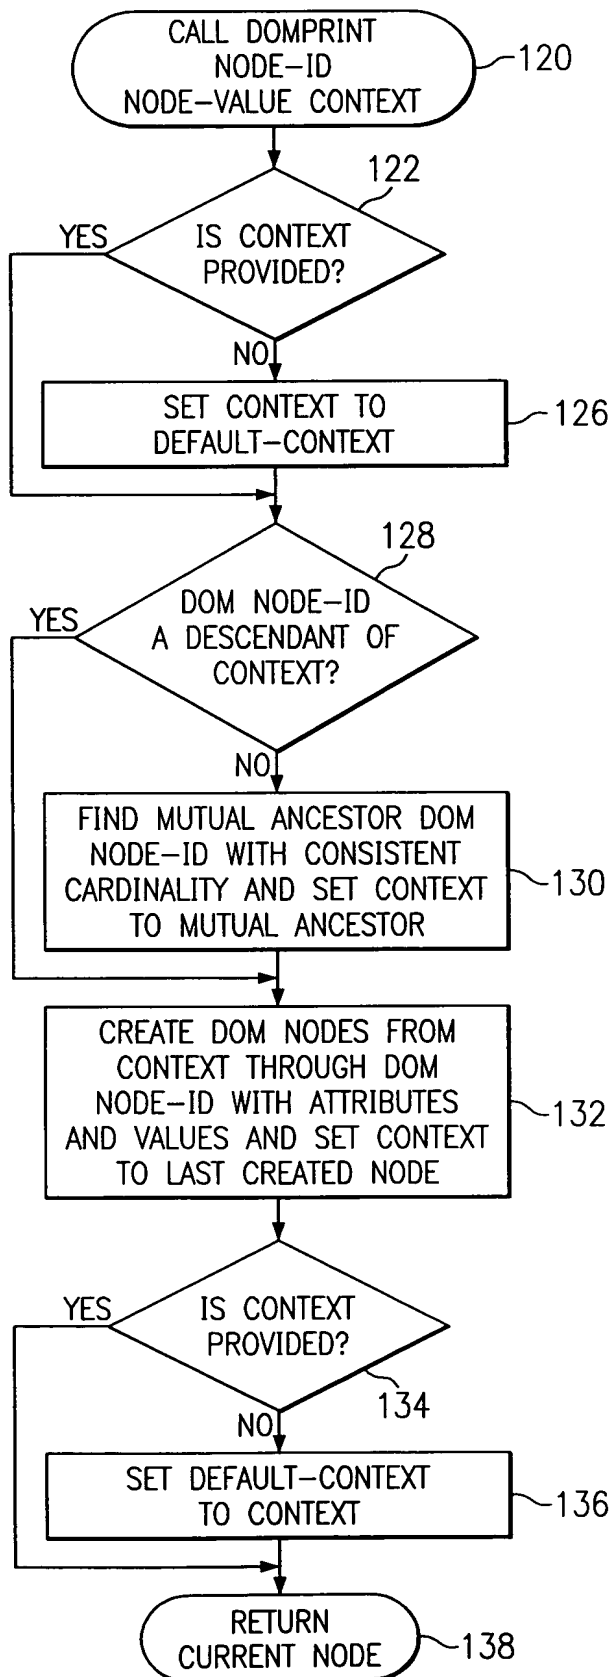 CALL DOMPRINT
NODE-ID
NODE-VALUE CONTEXT
120
122
YES
IS CONTEXT
PROVIDED?
NO
SET CONTEXT TO
DEFAULT-CONTEXT
126
128
YES
DOM NODE-ID
A DESCENDANT OF
CONTEXT?
NO
FIND MUTUAL ANCESTOR DOM
NODE-ID WITH CONSISTENT
CARDINALITY AND SET CONTEXT
TO MUTUAL ANCESTOR
130
CREATE DOM NODES FROM
CONTEXT THROUGH DOM
NODE-ID WITH ATTRIBUTES
AND VALUES AND SET CONTEXT
TO LAST CREATED NODE
132
YES
IS CONTEXT
PROVIDED?
134
NO
SET DEFAULT-CONTEXT
TO CONTEXT
136
RETURN
CURRENT NODE
138